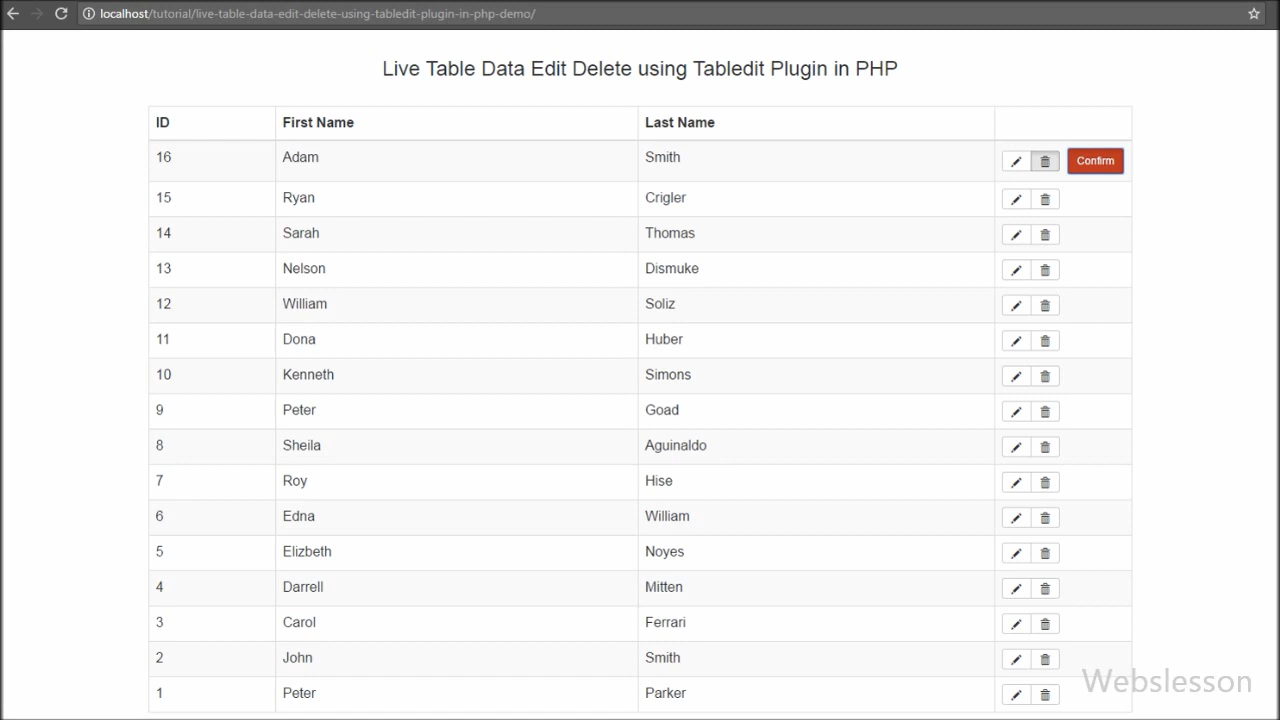 localhost/tutorial/live-table-data-edit-delete-using-tabledit-plugin-in-php-demo/
Live Table Data Edit Delete using Tabledit Plugin in PHP
ID First Name Last Name
16 Adam Smith Confirm
15 Ryan Crigler
14 Sarah Thomas
13 Nelson Dismuke
12 William Soliz
11 Dona Huber
10 Kenneth Simons
9 Peter Goad
8 Sheila Aguinaldo
7 Roy Hise
6 Edna William
5 Elizbeth Noyes
4 Darrell Mitten
3 Carol Ferrari
2 John Smith
1 Peter Parker
Webslesson